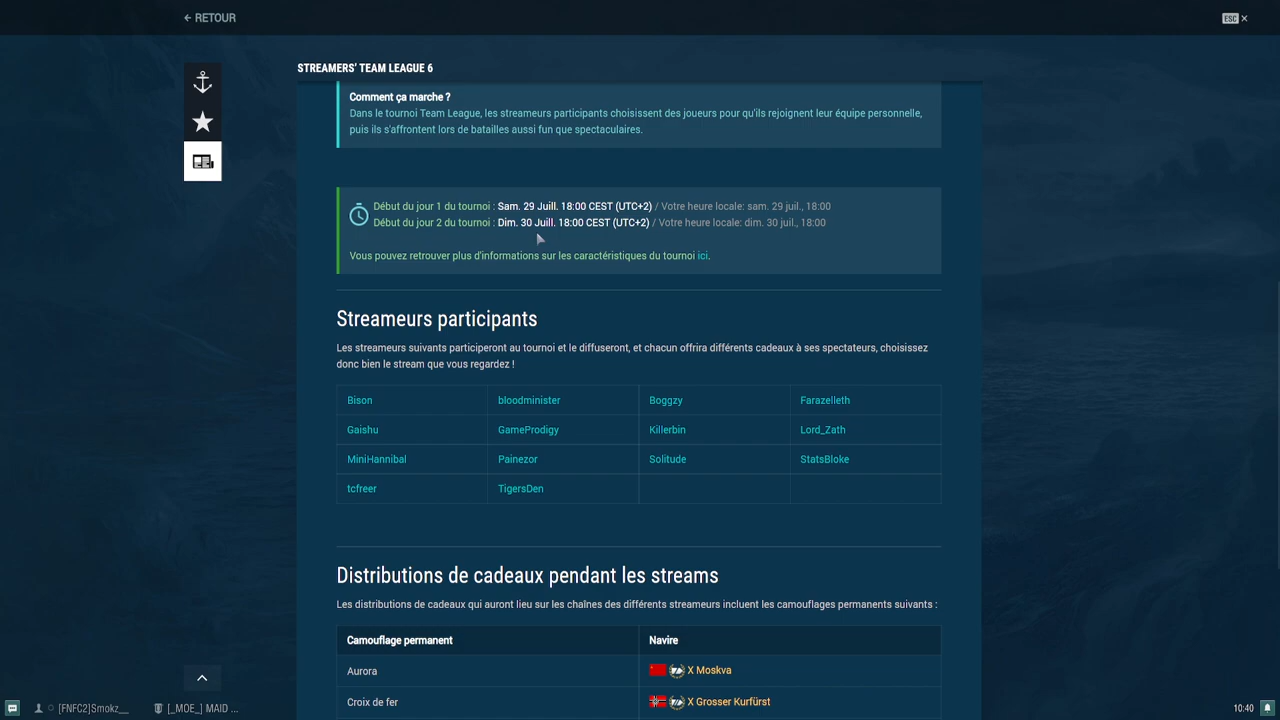 ← RETOUR
ESC ×
STREAMERS' TEAM LEAGUE 6
Comment ça marche ?
Dans le tournoi Team League, les streameurs participants choisissent des joueurs pour qu'ils rejoignent leur équipe personnelle,
puis ils s'affrontent lors de batailles aussi fun que spectaculaires.
Début du jour 1 du tournoi : Sam. 29 Juill. 18:00 CEST (UTC+2) / Votre heure locale: sam. 29 juil., 18:00
Début du jour 2 du tournoi : Dim. 30 Juill. 18:00 CEST (UTC+2) / Votre heure locale: dim. 30 juil., 18:00
Vous pouvez retrouver plus d'informations sur les caractéristiques du tournoi ici.
Streameurs participants
Les streameurs suivants participeront au tournoi et le diffuseront, et chacun offrira différents cadeaux à ses spectateurs, choisissez
donc bien le stream que vous regardez !
Bison bloodminister Boggzy Farazelleth
Gaishu GameProdigy Killerbin Lord_Zath
MiniHannibal Painezor Solitude StatsBloke
tcfreer TigersDen
Distributions de cadeaux pendant les streams
Les distributions de cadeaux qui auront lieu sur les chaînes des différents streameurs incluent les camouflages permanents suivants :
Camouflage permanent Navire
Aurora X Moskva
Croix de fer X Grosser Kurfürst
[FNFC2]Smokz__ [_MOE_] MAID ... 10:40